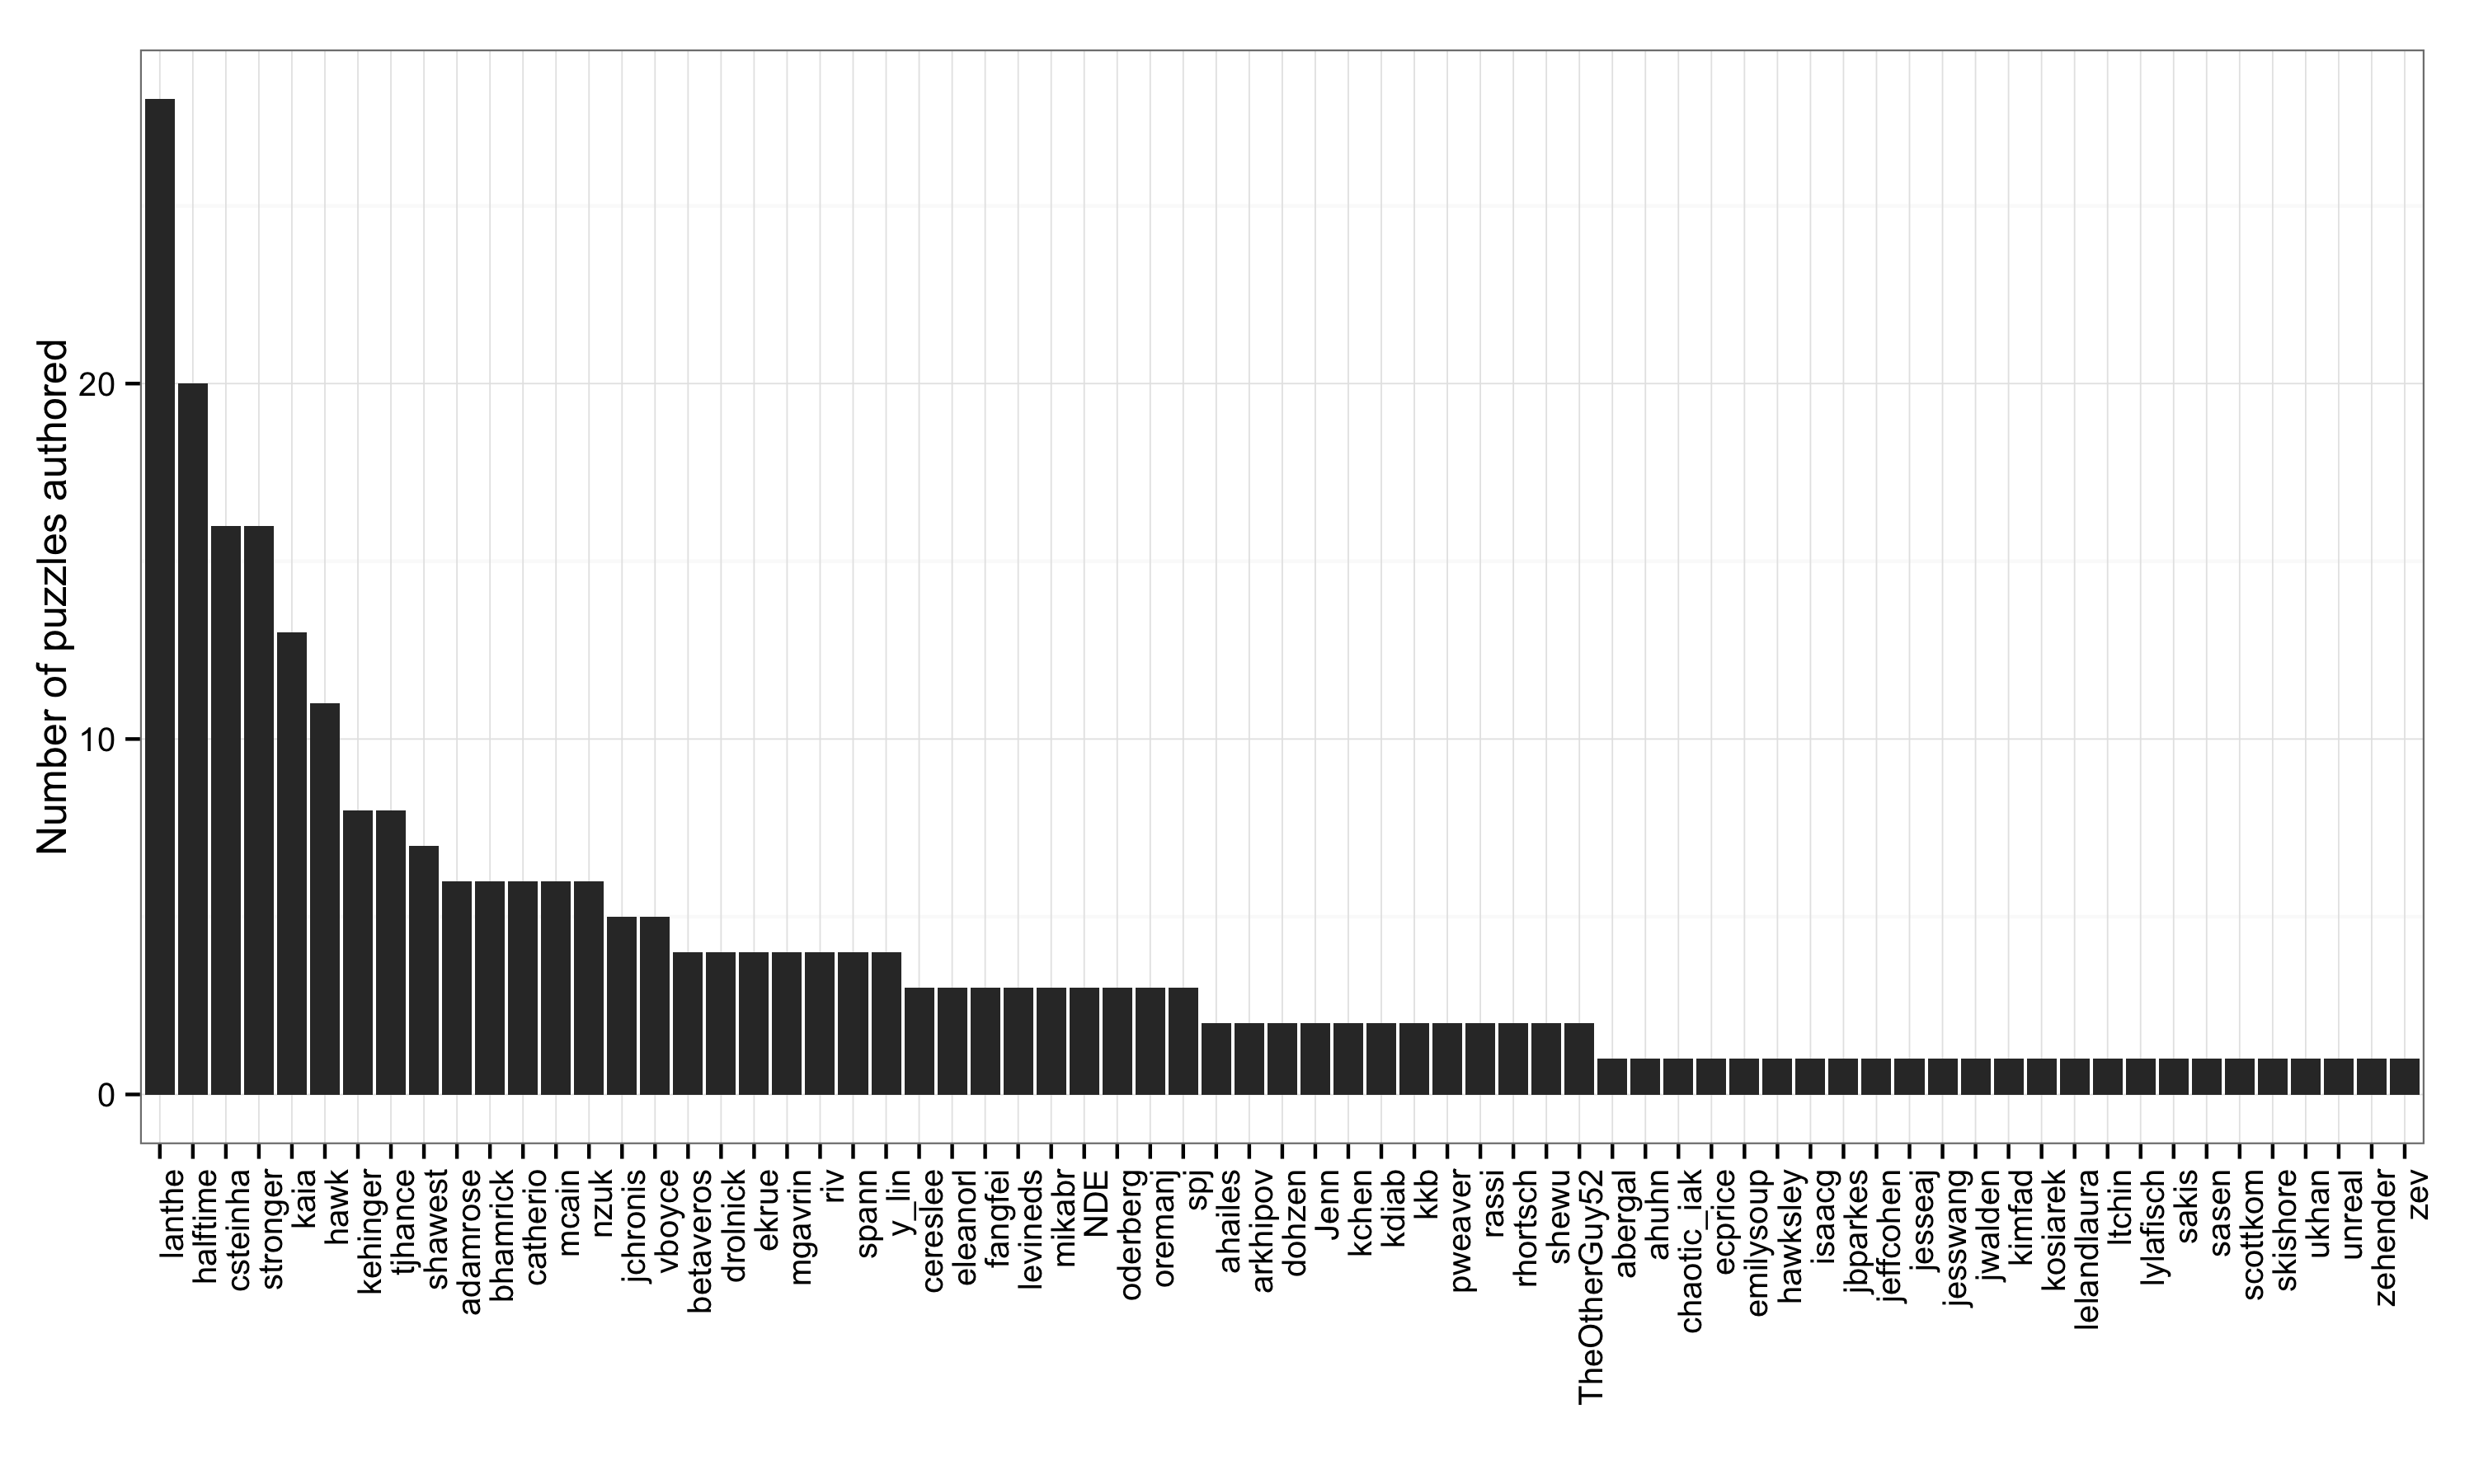 Number of puzzles authored
20
10
0
lanthe
halftime
csteinha
stronger
kaia
hawk
kehinger
tjhance
shawest
adamrose
bhamrick
catherio
mcain
nzuk
jchronis
vboyce
betaveros
drolnick
ekrue
mgavrin
riv
spann
y_lin
cereslee
eleanorl
fangfei
levineds
mikabr
NDE
oderberg
oremanj
spj
ahailes
arkhipov
dohzen
Jenn
kchen
kdiab
kkb
pweaver
rassi
rhortsch
shewu
TheOtherGuy52
abergal
ahuhn
chaotic_iak
ecprice
emilysoup
hawksley
isaacg
jbparkes
jeffcohen
jesseaj
jesswang
jwalden
kimfad
kosiarek
lelandlaura
ltchin
lylafisch
sakis
sasen
scottkom
skishore
ukhan
unreal
zehender
zev